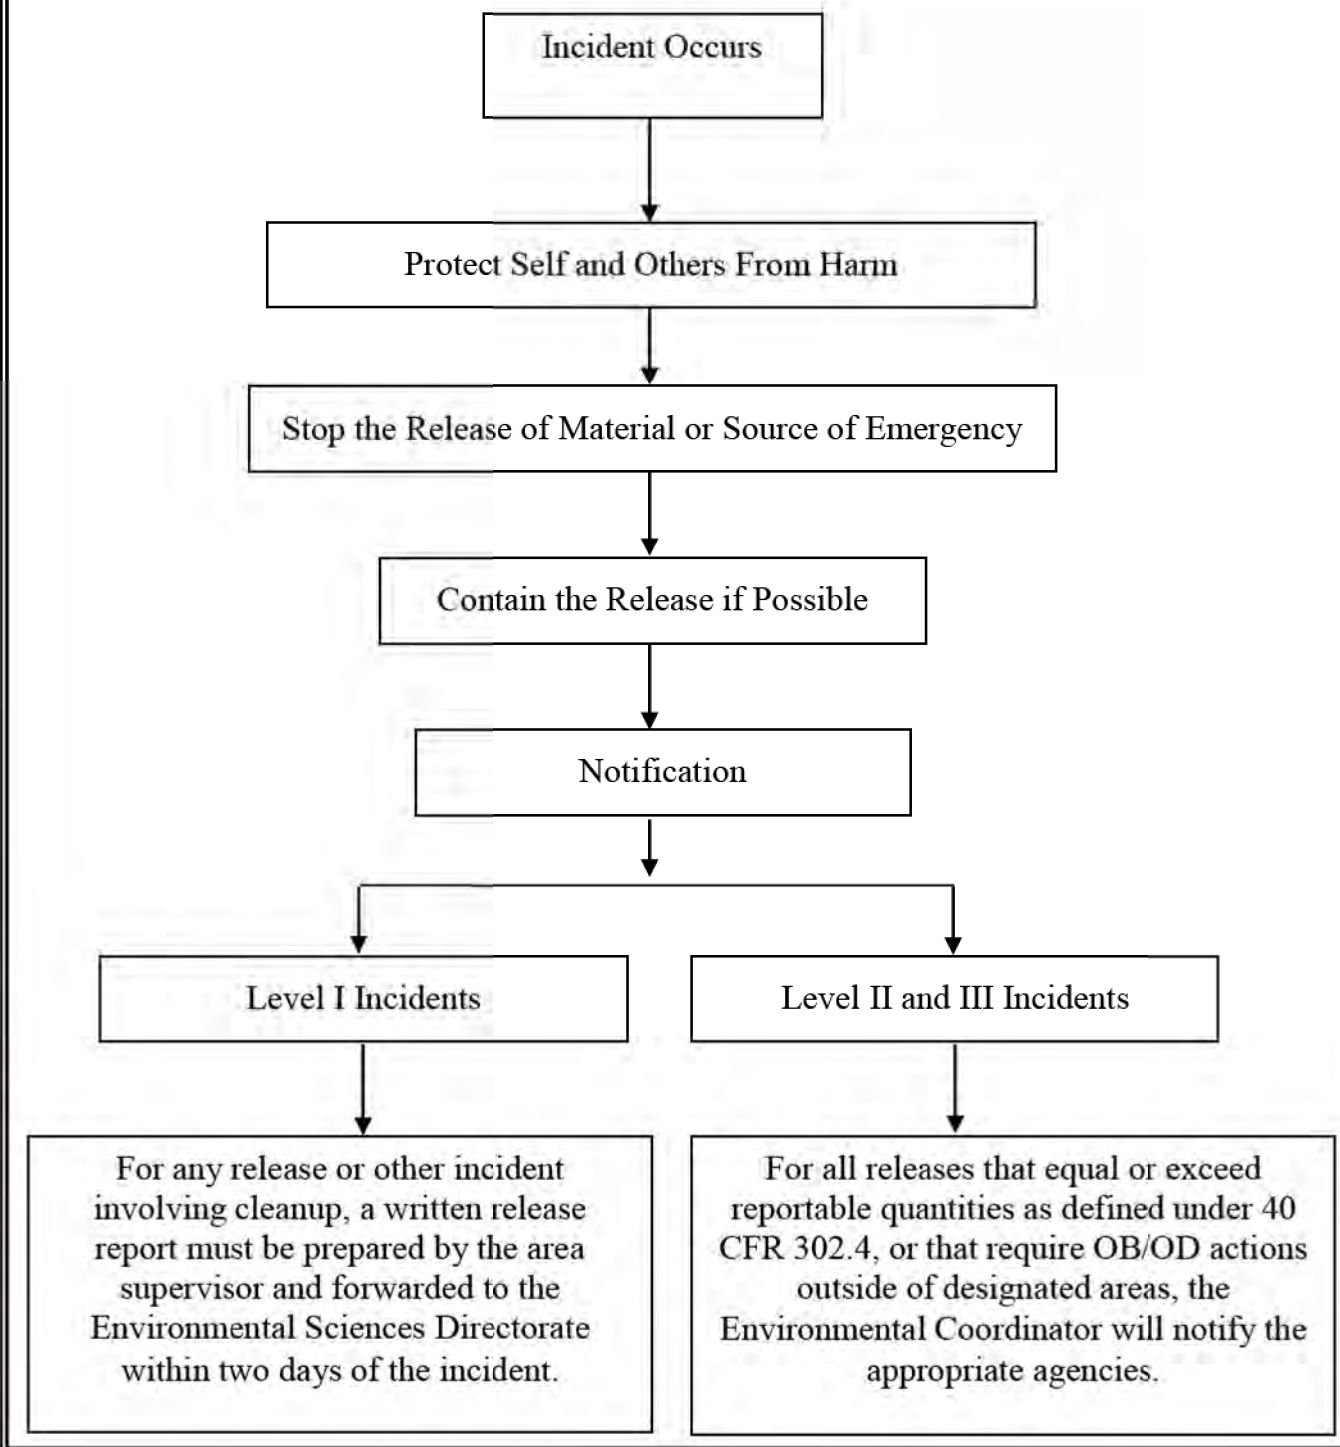 Incident Occurs
Protect Self and Others From Harm
Stop the Release of Material or Source of Emergency
Contain the Release if Possible
Notification
Level I Incidents
Level II and III Incidents
For any release or other incident
involving cleanup, a written release
report must be prepared by the area
supervisor and forwarded to the
Environmental Sciences Directorate
within two days of the incident.
For all releases that equal or exceed
reportable quantities as defined under 40
CFR 302.4, or that require OB/OD actions
outside of designated areas, the
Environmental Coordinator will notify the
appropriate agencies.